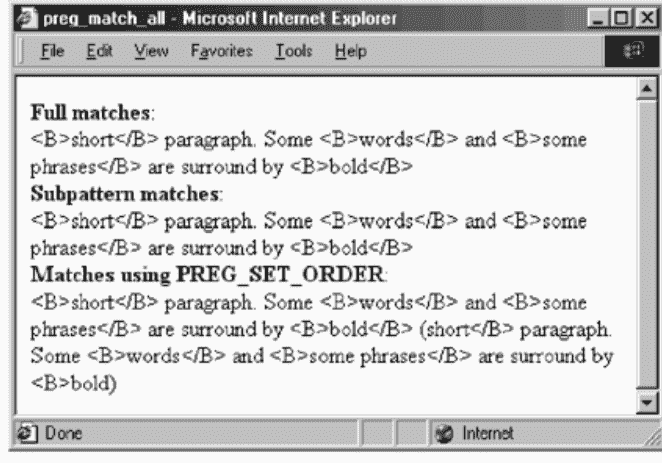 preg_match_all - Microsoft Internet Explorer
File Edit View Favorites Tools Help
Full matches:
<B>short</B> paragraph. Some <B>words</B> and <B>some
phrases</B> are surround by <B>bold</B>
Subpattern matches:
<B>short</B> paragraph. Some <B>words</B> and <B>some
phrases</B> are surround by <B>bold</B>
Matches using PREG_SET_ORDER:
<B>short</B> paragraph. Some <B>words</B> and <B>some
phrases</B> are surround by <B>bold</B> (short</B> paragraph.
Some <B>words</B> and <B>some phrases</B> are surround by
<B>bold)
Done Internet